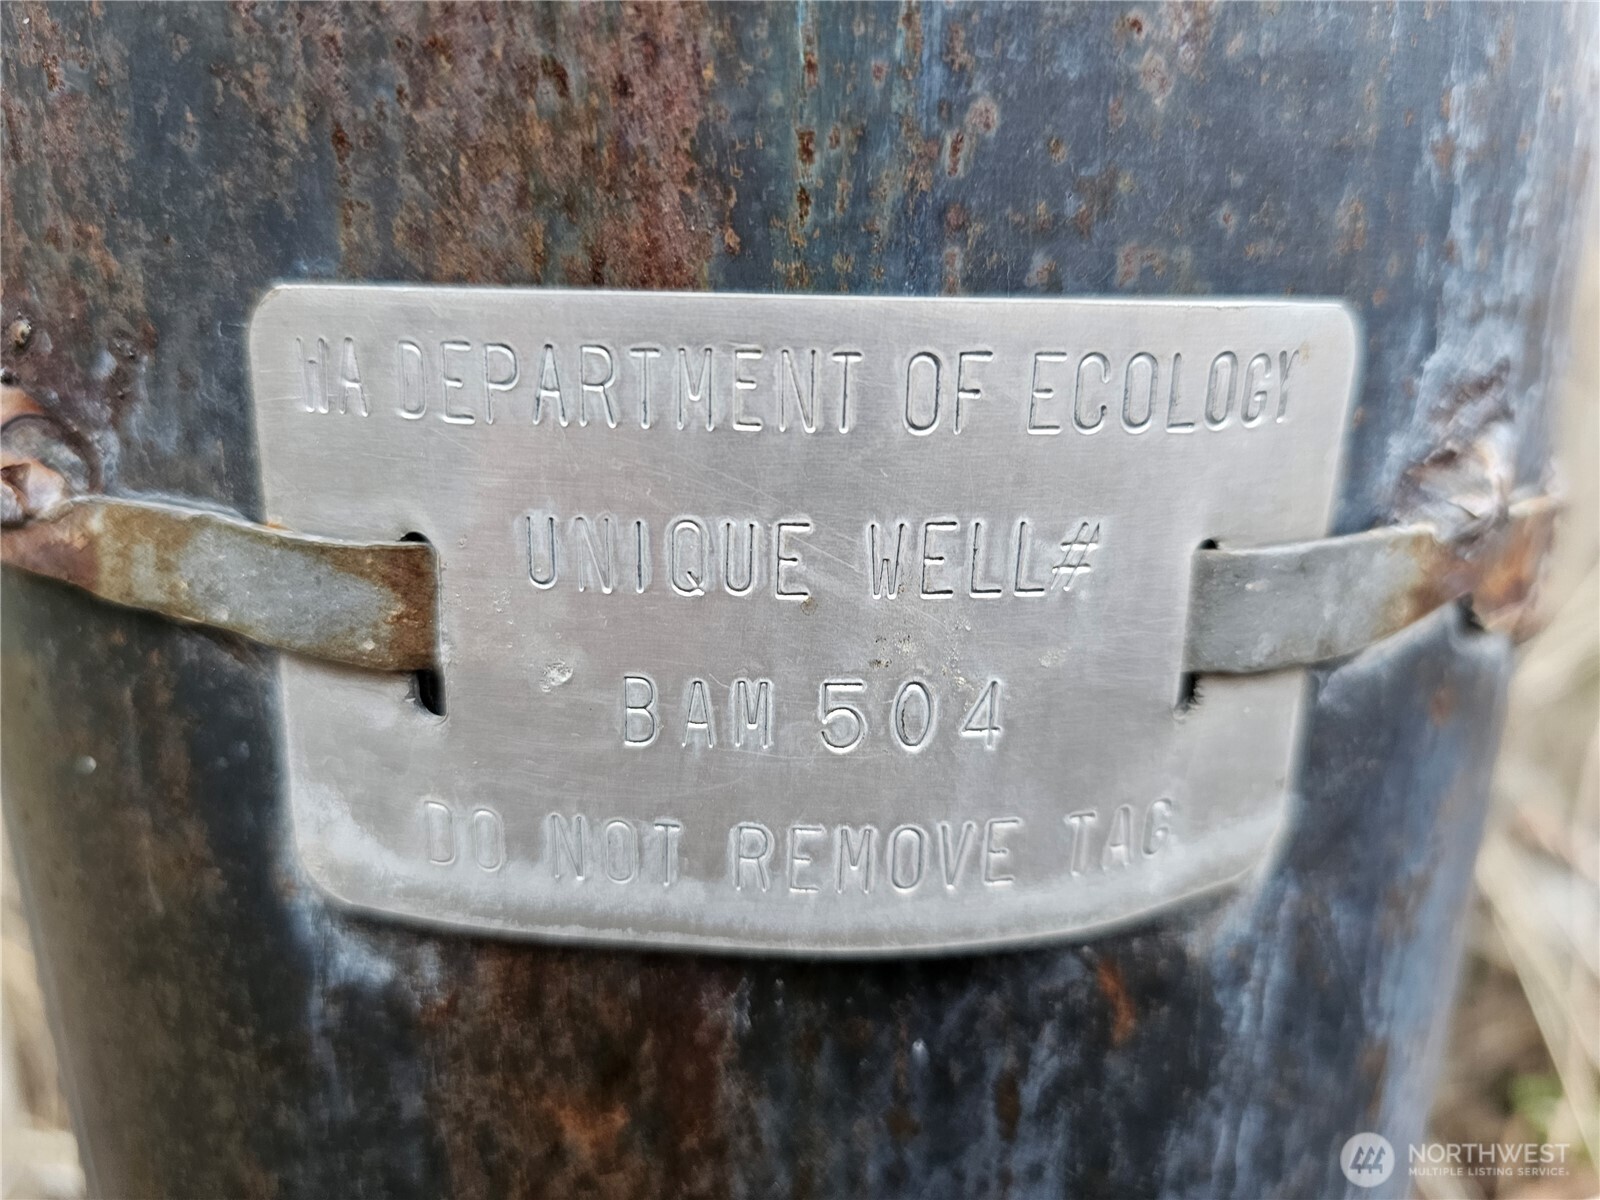 WA DEPARTMENT OF ECOLOGY
UNIQUE WELL#
BAM 504
DO NOT REMOVE TAG
NORTHWEST
MULTIPLE LISTING SERVICE®